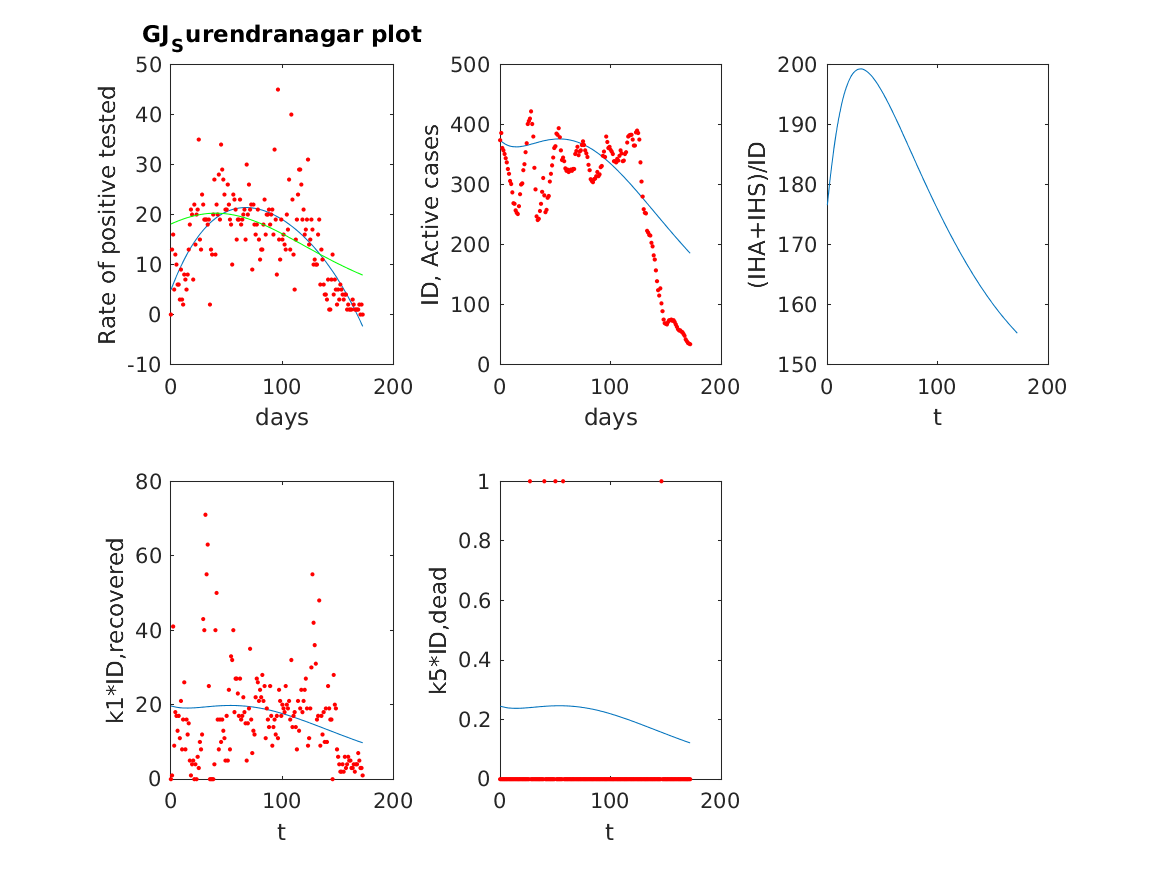 GJSurendranagar plot
50
40
30
20
10
0
-10
Rate of positive tested
0 100 200
days
500
400
300
200
100
0
ID, Active cases
0 100 200
days
200
190
180
170
160
150
(IHA+IHS)/ID
0 100 200
t
80
60
40
20
0
k1*ID,recovered
0 100 200
t
1
0.8
0.6
0.4
0.2
0
k5*ID,dead
0 100 200
t